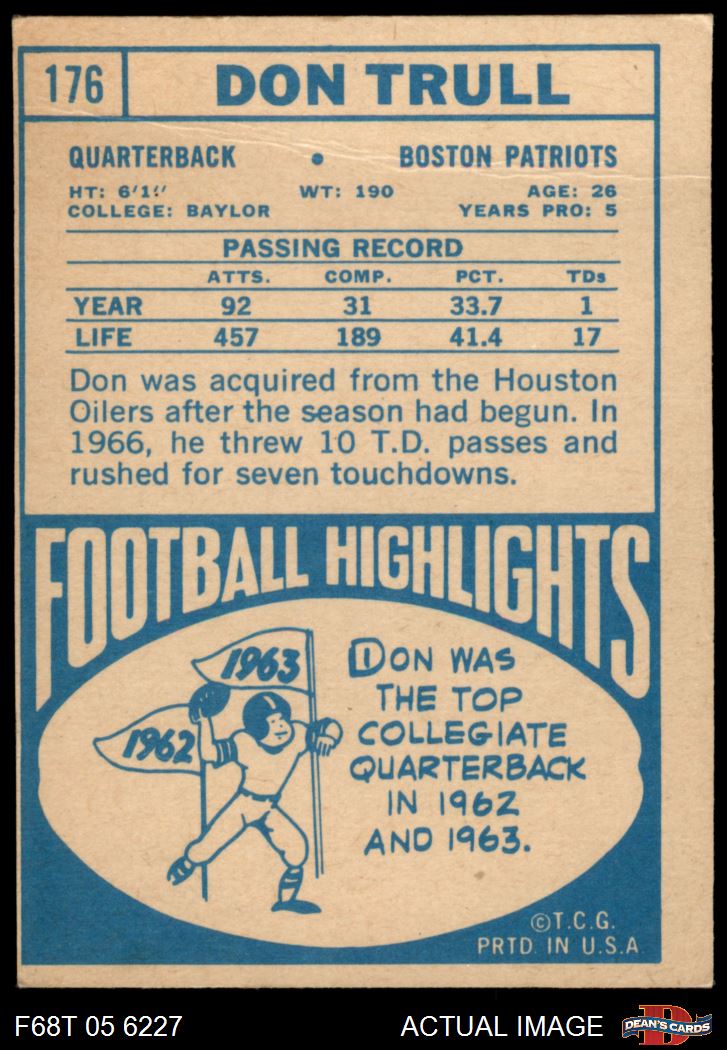 176 DON TRULL
QUARTERBACK • BOSTON PATRIOTS
HT: 6'1" WT: 190 AGE: 26
COLLEGE: BAYLOR YEARS PRO: 5
PASSING RECORD
ATTS. COMP. PCT. TDs
YEAR 92 31 33.7 1
LIFE 457 189 41.4 17
Don was acquired from the Houston
Oilers after the season had begun. In
1966, he threw 10 T.D. passes and
rushed for seven touchdowns.
FOOTBALL HIGHLIGHTS
1963
1962
DON WAS
THE TOP
COLLEGIATE
QUARTERBACK
IN 1962
AND 1963.
©T.C.G.
PRTD. IN U.S.A.
F68T 05 6227 ACTUAL IMAGE D DEAN'S CARDS